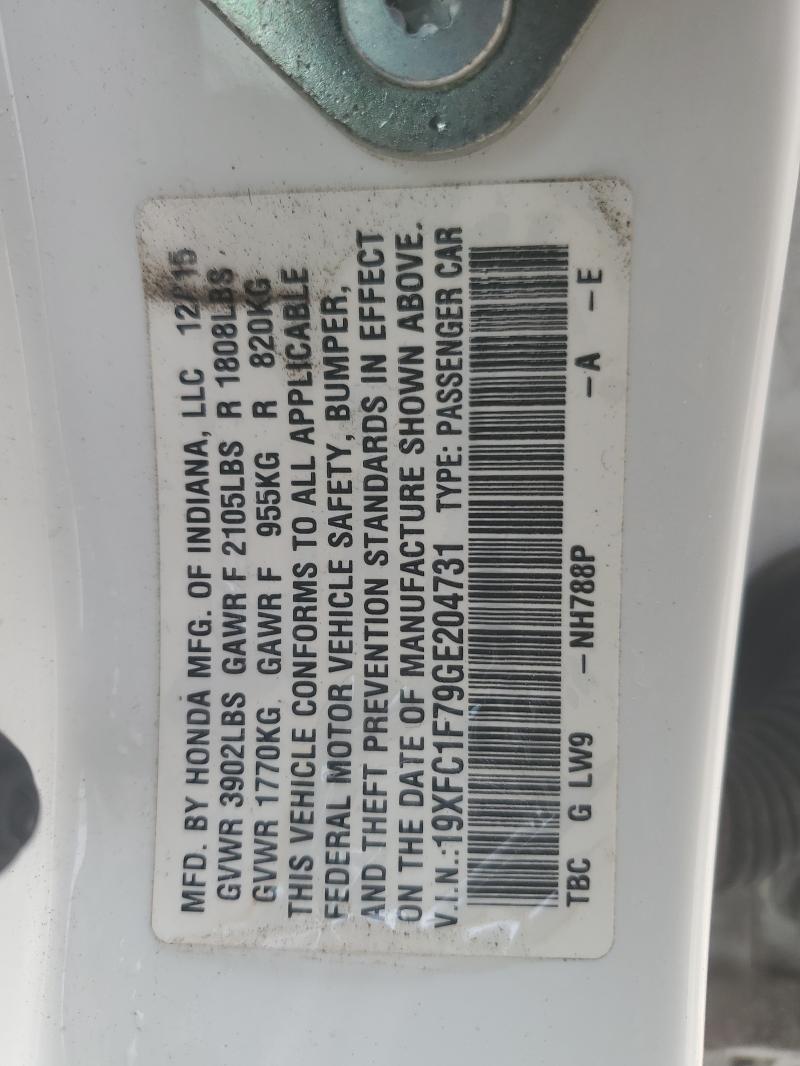 MFD. BY HONDA MFG. OF INDIANA, LLC 12/15
GVWR 3902LBS GAWR F 2105LBS R 1808LBS
GVWR 1770KG. GAWR F 955KG R 820KG
THIS VEHICLE CONFORMS TO ALL APPLICABLE
FEDERAL MOTOR VEHICLE SAFETY, BUMPER,
AND THEFT PREVENTION STANDARDS IN EFFECT
ON THE DATE OF MANUFACTURE SHOWN ABOVE.
V.I.N.:19XFC1F79GE204731 TYPE: PASSENGER CAR
TBC G LW9 -NH788P -A -E